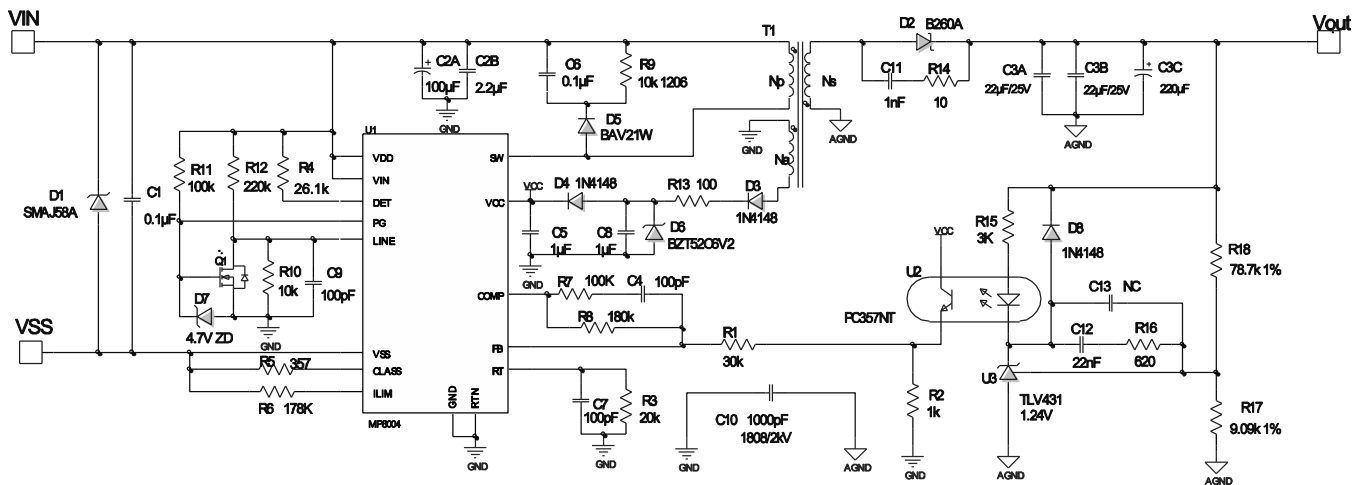 VIN
T1
D2 B260A
Vout
C2A
100µF
C2B
2.2µF
GND
C6
0.1µF
R9
10k 1206
Np
Ns
C11
1nF
R14
10
C3A
22µF/25V
C3B
22µF/25V
C3C
220µF
AGND
AGND
D5
BAV21W
GND
Na
U1
VDD
VIN
DET
PG
LINE
VSS
CLASS
ILIM
SW
VCC
COMP
FB
RT
GND
RTN
MP8004
GND
D1
SMAJ58A
C1
0.1µF
R11
100k
R12
220k
R4
26.1k
Q1
R10
10k
C9
100pF
D7
4.7V ZD
GND
VSS
R5 357
R6 178K
VCC
D4 1N4148
R13 100
D3
1N4148
C5
1µF
C8
1µF
D6
BZT52C6V2
GND
R7 100K
C4 100pF
R8 180k
R1
30k
C7
100pF
R3
20k
GND
C10 1000pF
1808/2kV
GND
AGND
VCC
U2
PC357NT
R2
1k
GND
R15
3K
D8
1N4148
C13 NC
C12
22nF
R16
620
U3
TLV431
1.24V
AGND
R18
78.7k 1%
R17
9.09k 1%
AGND